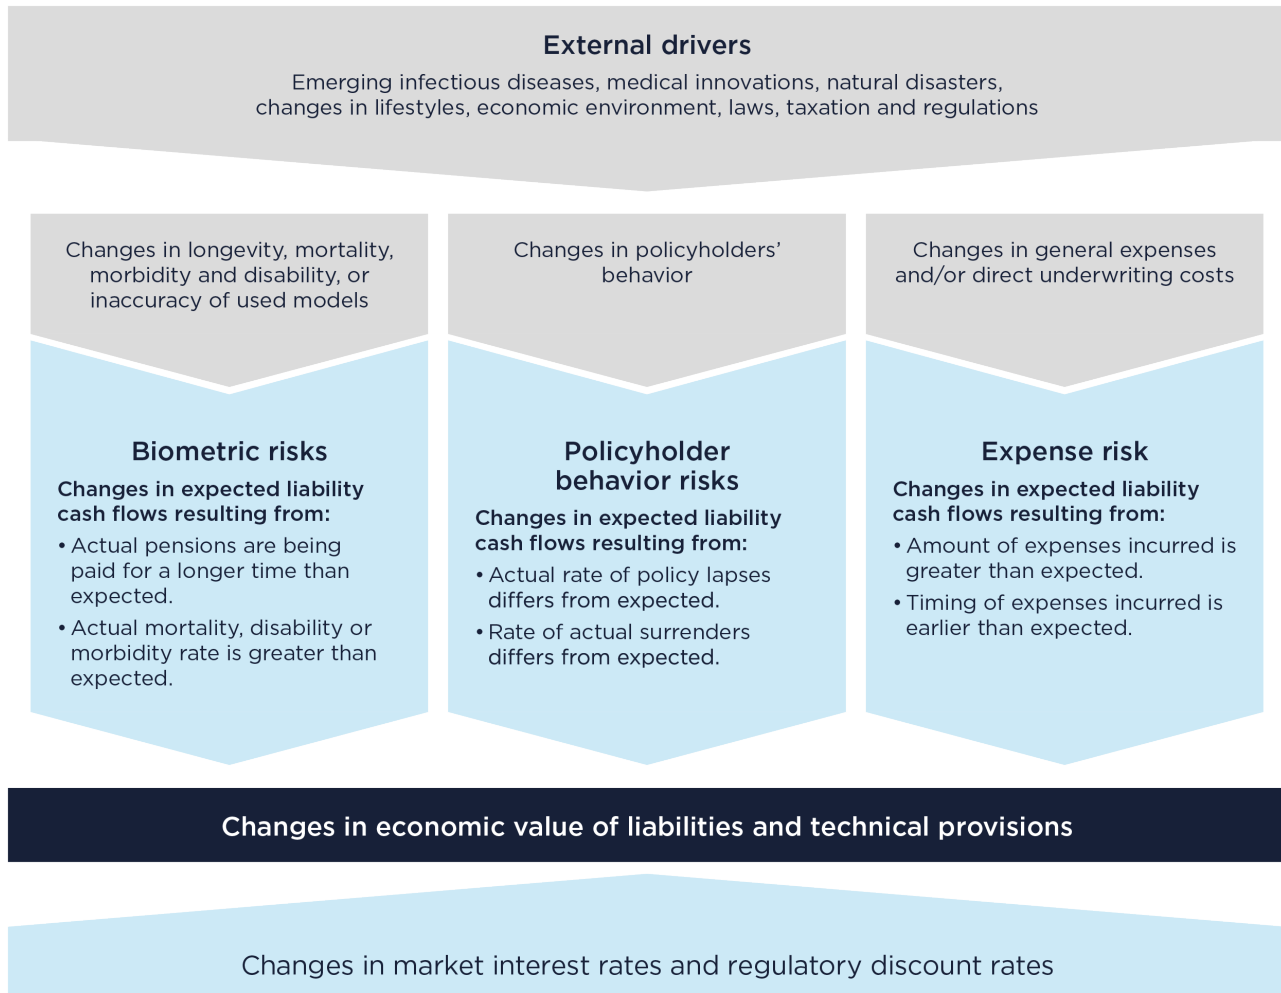 External drivers
Emerging infectious diseases, medical innovations, natural disasters,
changes in lifestyles, economic environment, laws, taxation and regulations
Changes in longevity, mortality,
morbidity and disability, or
inaccuracy of used models
Changes in policyholders’
behavior
Changes in general expenses
and/or direct underwriting costs
Biometric risks
Changes in expected liability
cash flows resulting from:
• Actual pensions are being
paid for a longer time than
expected.
• Actual mortality, disability or
morbidity rate is greater than
expected.
Policyholder
behavior risks
Changes in expected liability
cash flows resulting from:
• Actual rate of policy lapses
differs from expected.
• Rate of actual surrenders
differs from expected.
Expense risk
Changes in expected liability
cash flows resulting from:
• Amount of expenses incurred is
greater than expected.
• Timing of expenses incurred is
earlier than expected.
Changes in economic value of liabilities and technical provisions
Changes in market interest rates and regulatory discount rates